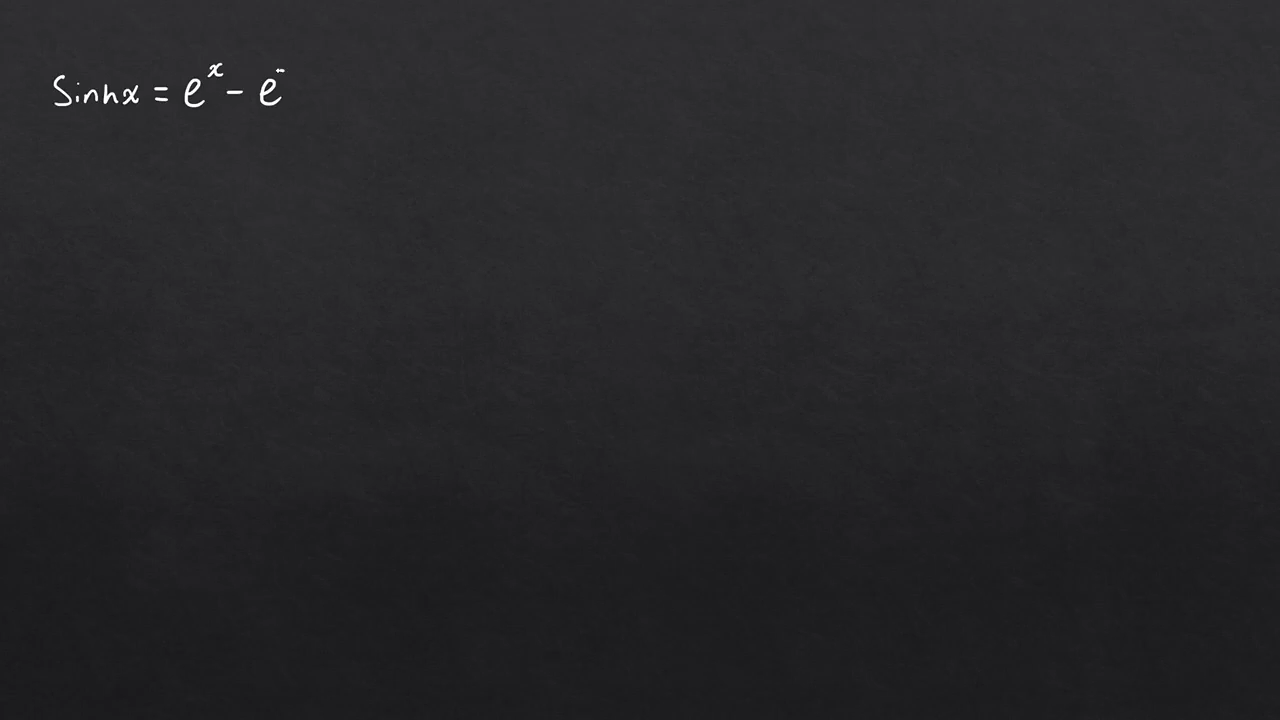 Sinhx = e^x - e^-